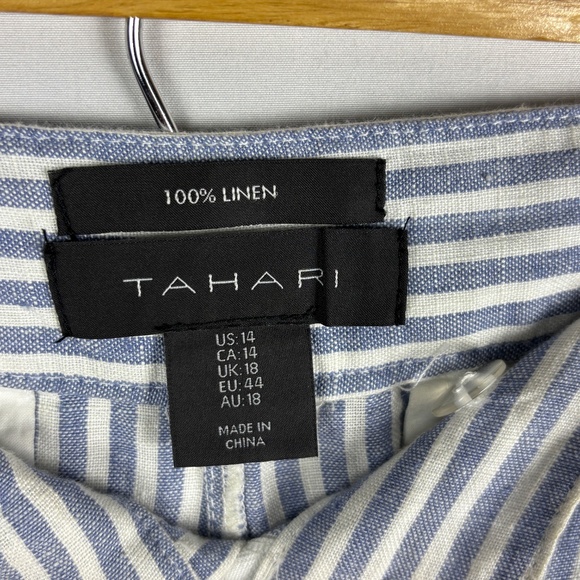 100% LINEN
TAHARI
US: 14
CA: 14
UK: 18
EU: 44
AU: 18
MADE IN
CHINA